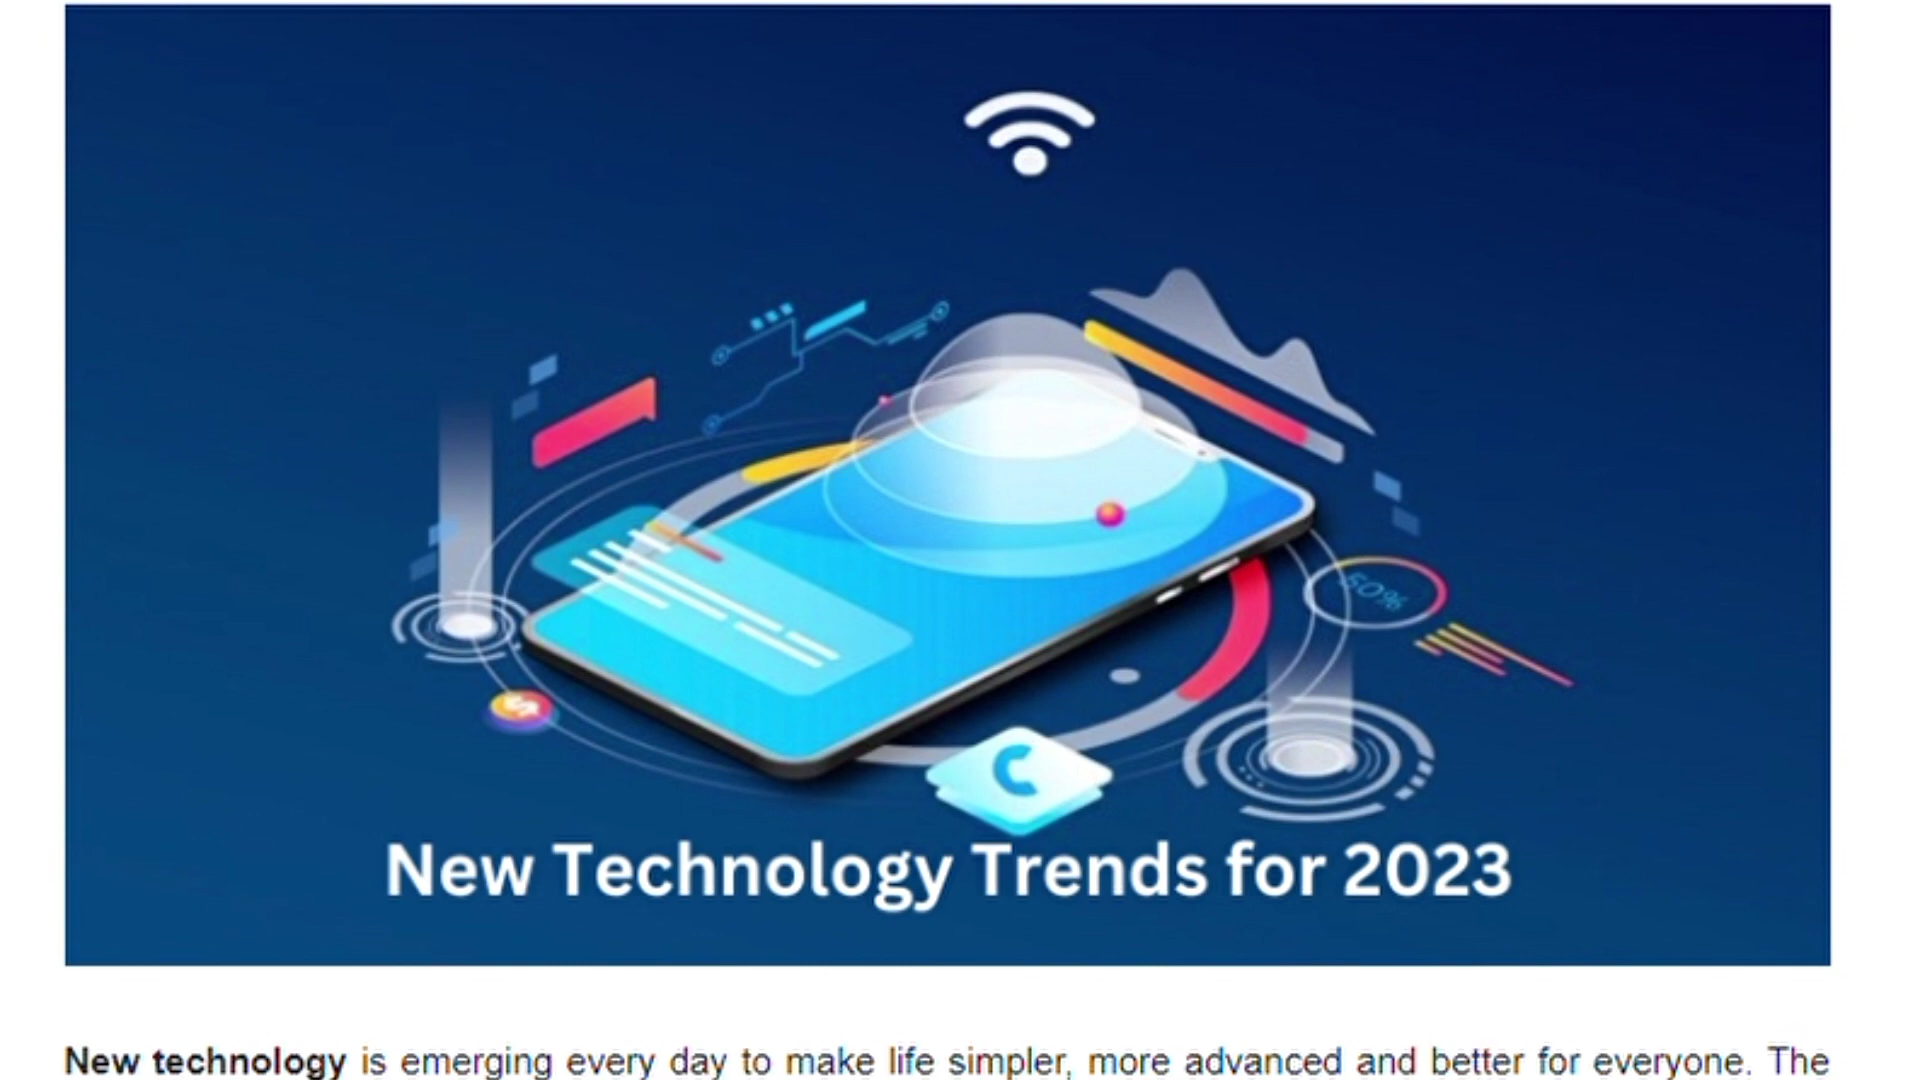 50%
New Technology Trends for 2023
New technology is emerging every day to make life simpler, more advanced and better for everyone. The